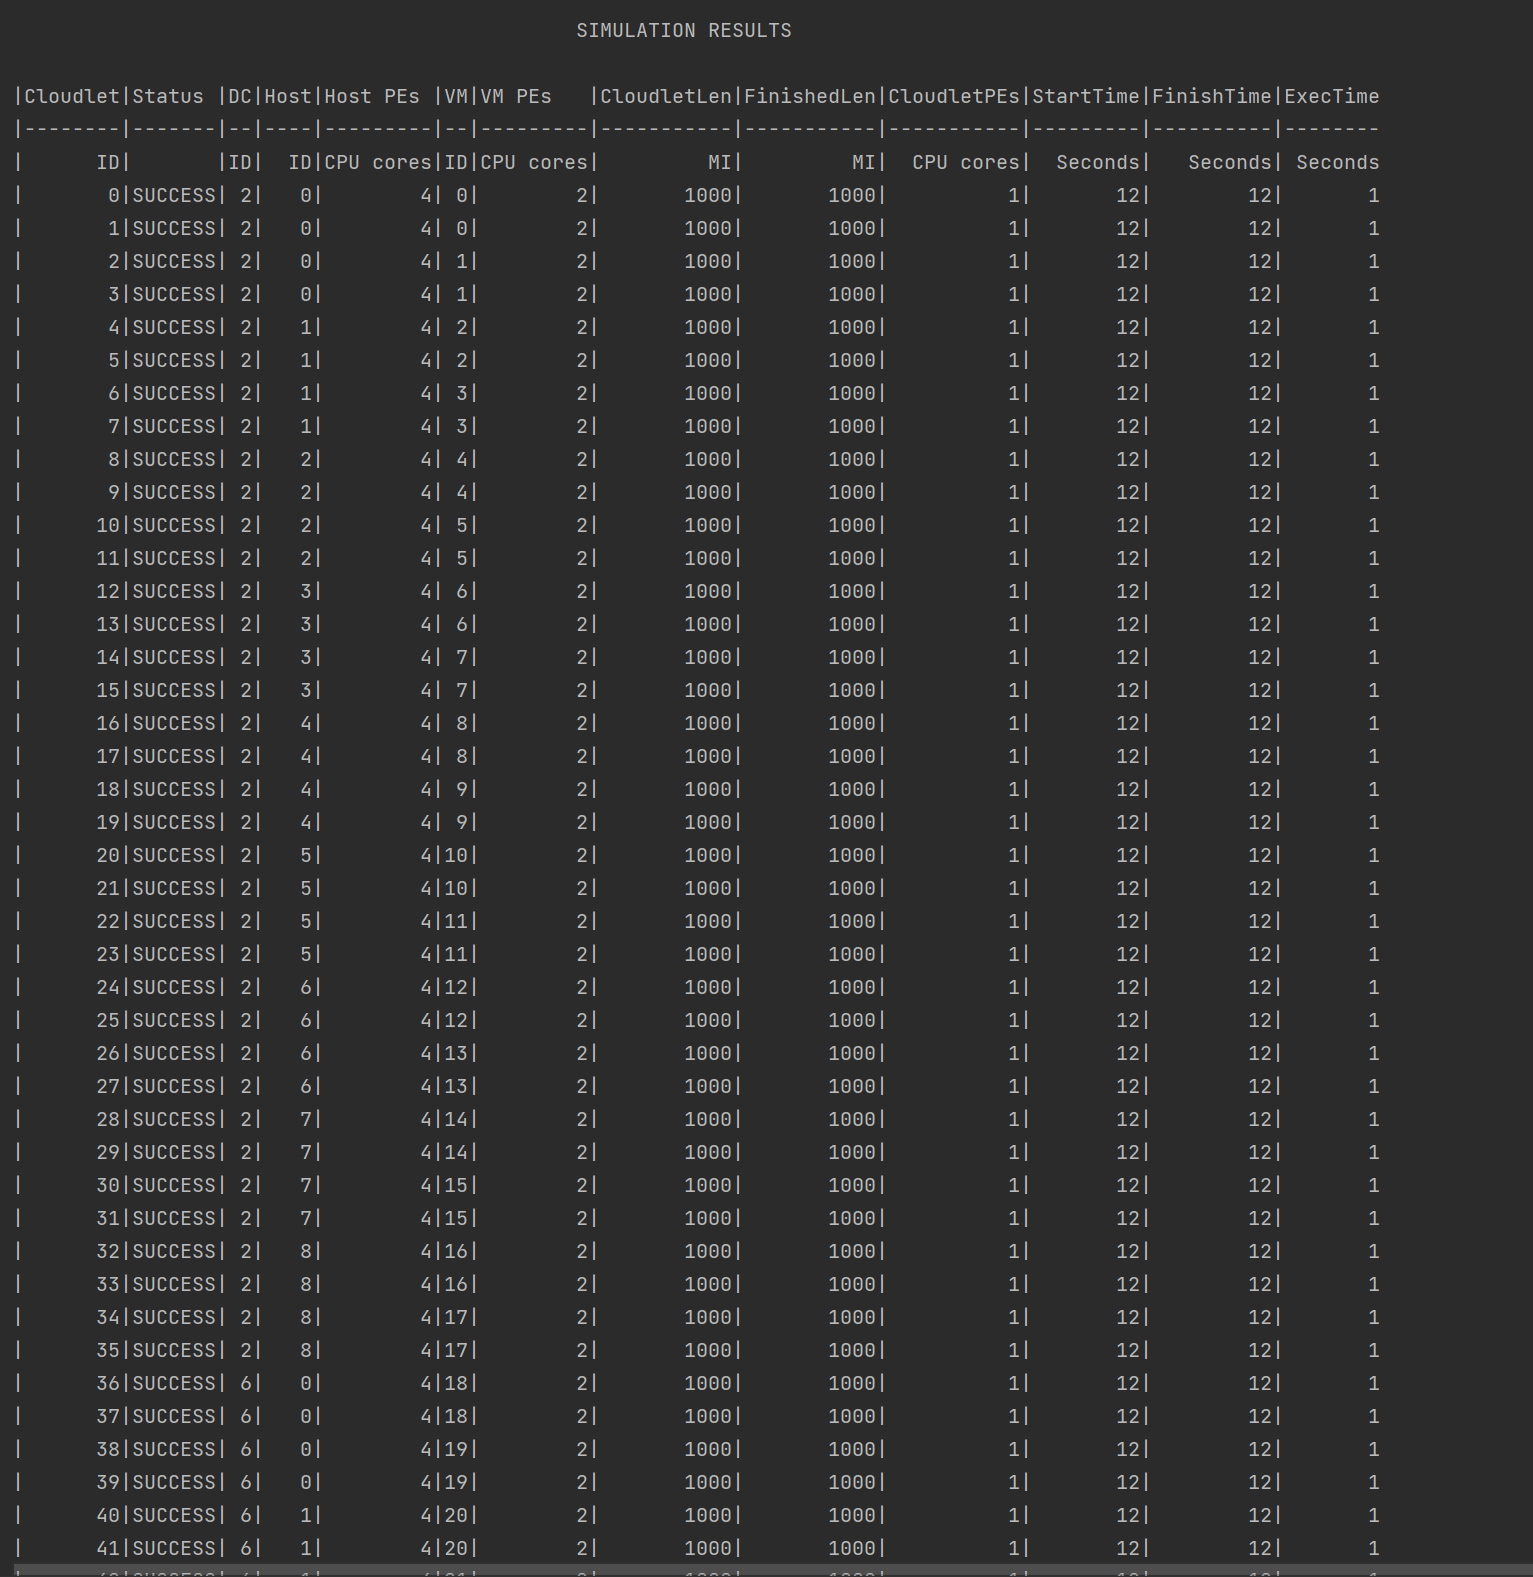 SIMULATION RESULTS
|Cloudlet|Status |DC|Host|Host PEs |VM|VM PEs   |CloudletLen|FinishedLen|CloudletPEs|StartTime|FinishTime|ExecTime
|--------|-------|--|----|---------|--|---------|-----------|-----------|-----------|---------|----------|--------
|      ID|       |ID|  ID|CPU cores|ID|CPU cores|         MI|         MI|  CPU cores|  Seconds|   Seconds| Seconds
|       0|SUCCESS| 2|   0|        4| 0|        2|       1000|       1000|          1|       12|        12|       1
|       1|SUCCESS| 2|   0|        4| 0|        2|       1000|       1000|          1|       12|        12|       1
|       2|SUCCESS| 2|   0|        4| 1|        2|       1000|       1000|          1|       12|        12|       1
|       3|SUCCESS| 2|   0|        4| 1|        2|       1000|       1000|          1|       12|        12|       1
|       4|SUCCESS| 2|   1|        4| 2|        2|       1000|       1000|          1|       12|        12|       1
|       5|SUCCESS| 2|   1|        4| 2|        2|       1000|       1000|          1|       12|        12|       1
|       6|SUCCESS| 2|   1|        4| 3|        2|       1000|       1000|          1|       12|        12|       1
|       7|SUCCESS| 2|   1|        4| 3|        2|       1000|       1000|          1|       12|        12|       1
|       8|SUCCESS| 2|   2|        4| 4|        2|       1000|       1000|          1|       12|        12|       1
|       9|SUCCESS| 2|   2|        4| 4|        2|       1000|       1000|          1|       12|        12|       1
|      10|SUCCESS| 2|   2|        4| 5|        2|       1000|       1000|          1|       12|        12|       1
|      11|SUCCESS| 2|   2|        4| 5|        2|       1000|       1000|          1|       12|        12|       1
|      12|SUCCESS| 2|   3|        4| 6|        2|       1000|       1000|          1|       12|        12|       1
|      13|SUCCESS| 2|   3|        4| 6|        2|       1000|       1000|          1|       12|        12|       1
|      14|SUCCESS| 2|   3|        4| 7|        2|       1000|       1000|          1|       12|        12|       1
|      15|SUCCESS| 2|   3|        4| 7|        2|       1000|       1000|          1|       12|        12|       1
|      16|SUCCESS| 2|   4|        4| 8|        2|       1000|       1000|          1|       12|        12|       1
|      17|SUCCESS| 2|   4|        4| 8|        2|       1000|       1000|          1|       12|        12|       1
|      18|SUCCESS| 2|   4|        4| 9|        2|       1000|       1000|          1|       12|        12|       1
|      19|SUCCESS| 2|   4|        4| 9|        2|       1000|       1000|          1|       12|        12|       1
|      20|SUCCESS| 2|   5|        4|10|        2|       1000|       1000|          1|       12|        12|       1
|      21|SUCCESS| 2|   5|        4|10|        2|       1000|       1000|          1|       12|        12|       1
|      22|SUCCESS| 2|   5|        4|11|        2|       1000|       1000|          1|       12|        12|       1
|      23|SUCCESS| 2|   5|        4|11|        2|       1000|       1000|          1|       12|        12|       1
|      24|SUCCESS| 2|   6|        4|12|        2|       1000|       1000|          1|       12|        12|       1
|      25|SUCCESS| 2|   6|        4|12|        2|       1000|       1000|          1|       12|        12|       1
|      26|SUCCESS| 2|   6|        4|13|        2|       1000|       1000|          1|       12|        12|       1
|      27|SUCCESS| 2|   6|        4|13|        2|       1000|       1000|          1|       12|        12|       1
|      28|SUCCESS| 2|   7|        4|14|        2|       1000|       1000|          1|       12|        12|       1
|      29|SUCCESS| 2|   7|        4|14|        2|       1000|       1000|          1|       12|        12|       1
|      30|SUCCESS| 2|   7|        4|15|        2|       1000|       1000|          1|       12|        12|       1
|      31|SUCCESS| 2|   7|        4|15|        2|       1000|       1000|          1|       12|        12|       1
|      32|SUCCESS| 2|   8|        4|16|        2|       1000|       1000|          1|       12|        12|       1
|      33|SUCCESS| 2|   8|        4|16|        2|       1000|       1000|          1|       12|        12|       1
|      34|SUCCESS| 2|   8|        4|17|        2|       1000|       1000|          1|       12|        12|       1
|      35|SUCCESS| 2|   8|        4|17|        2|       1000|       1000|          1|       12|        12|       1
|      36|SUCCESS| 6|   0|        4|18|        2|       1000|       1000|          1|       12|        12|       1
|      37|SUCCESS| 6|   0|        4|18|        2|       1000|       1000|          1|       12|        12|       1
|      38|SUCCESS| 6|   0|        4|19|        2|       1000|       1000|          1|       12|        12|       1
|      39|SUCCESS| 6|   0|        4|19|        2|       1000|       1000|          1|       12|        12|       1
|      40|SUCCESS| 6|   1|        4|20|        2|       1000|       1000|          1|       12|        12|       1
|      41|SUCCESS| 6|   1|        4|20|        2|       1000|       1000|          1|       12|        12|       1